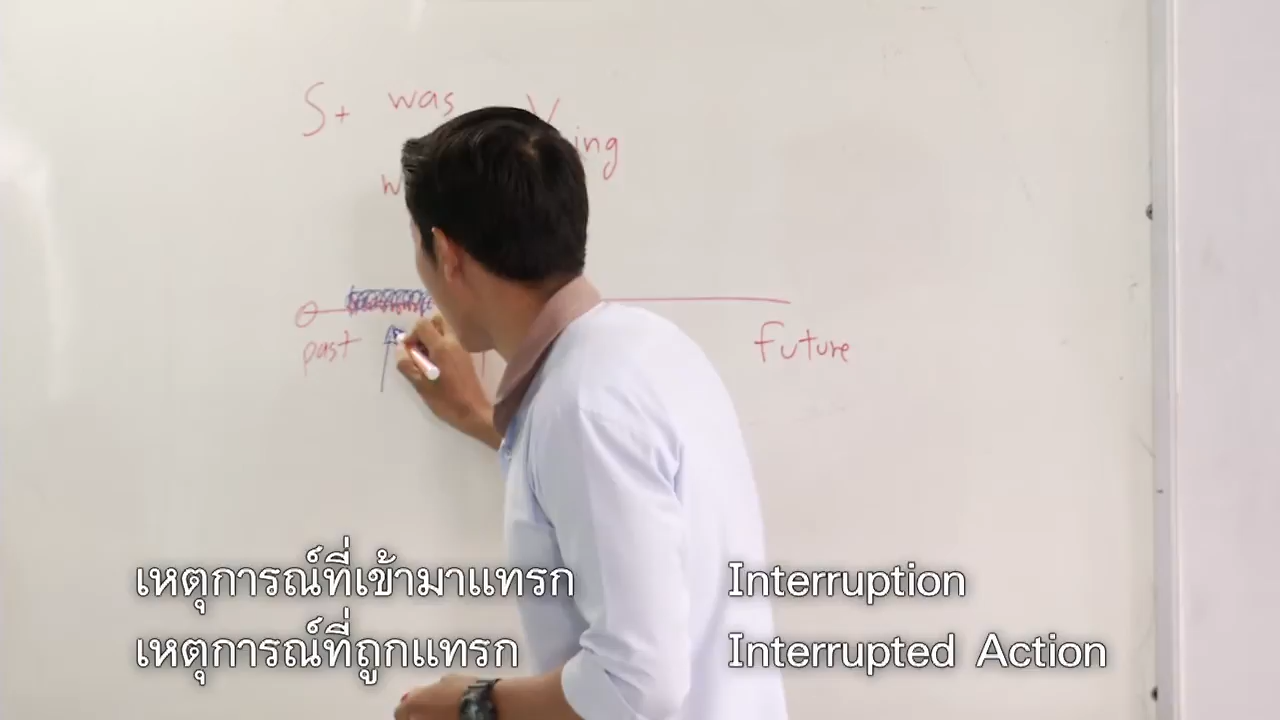 S + was V
ing
past
future
เหตุการณ์ที่เข้ามาแทรก Interruption
เหตุการณ์ที่ถูกแทรก Interrupted Action